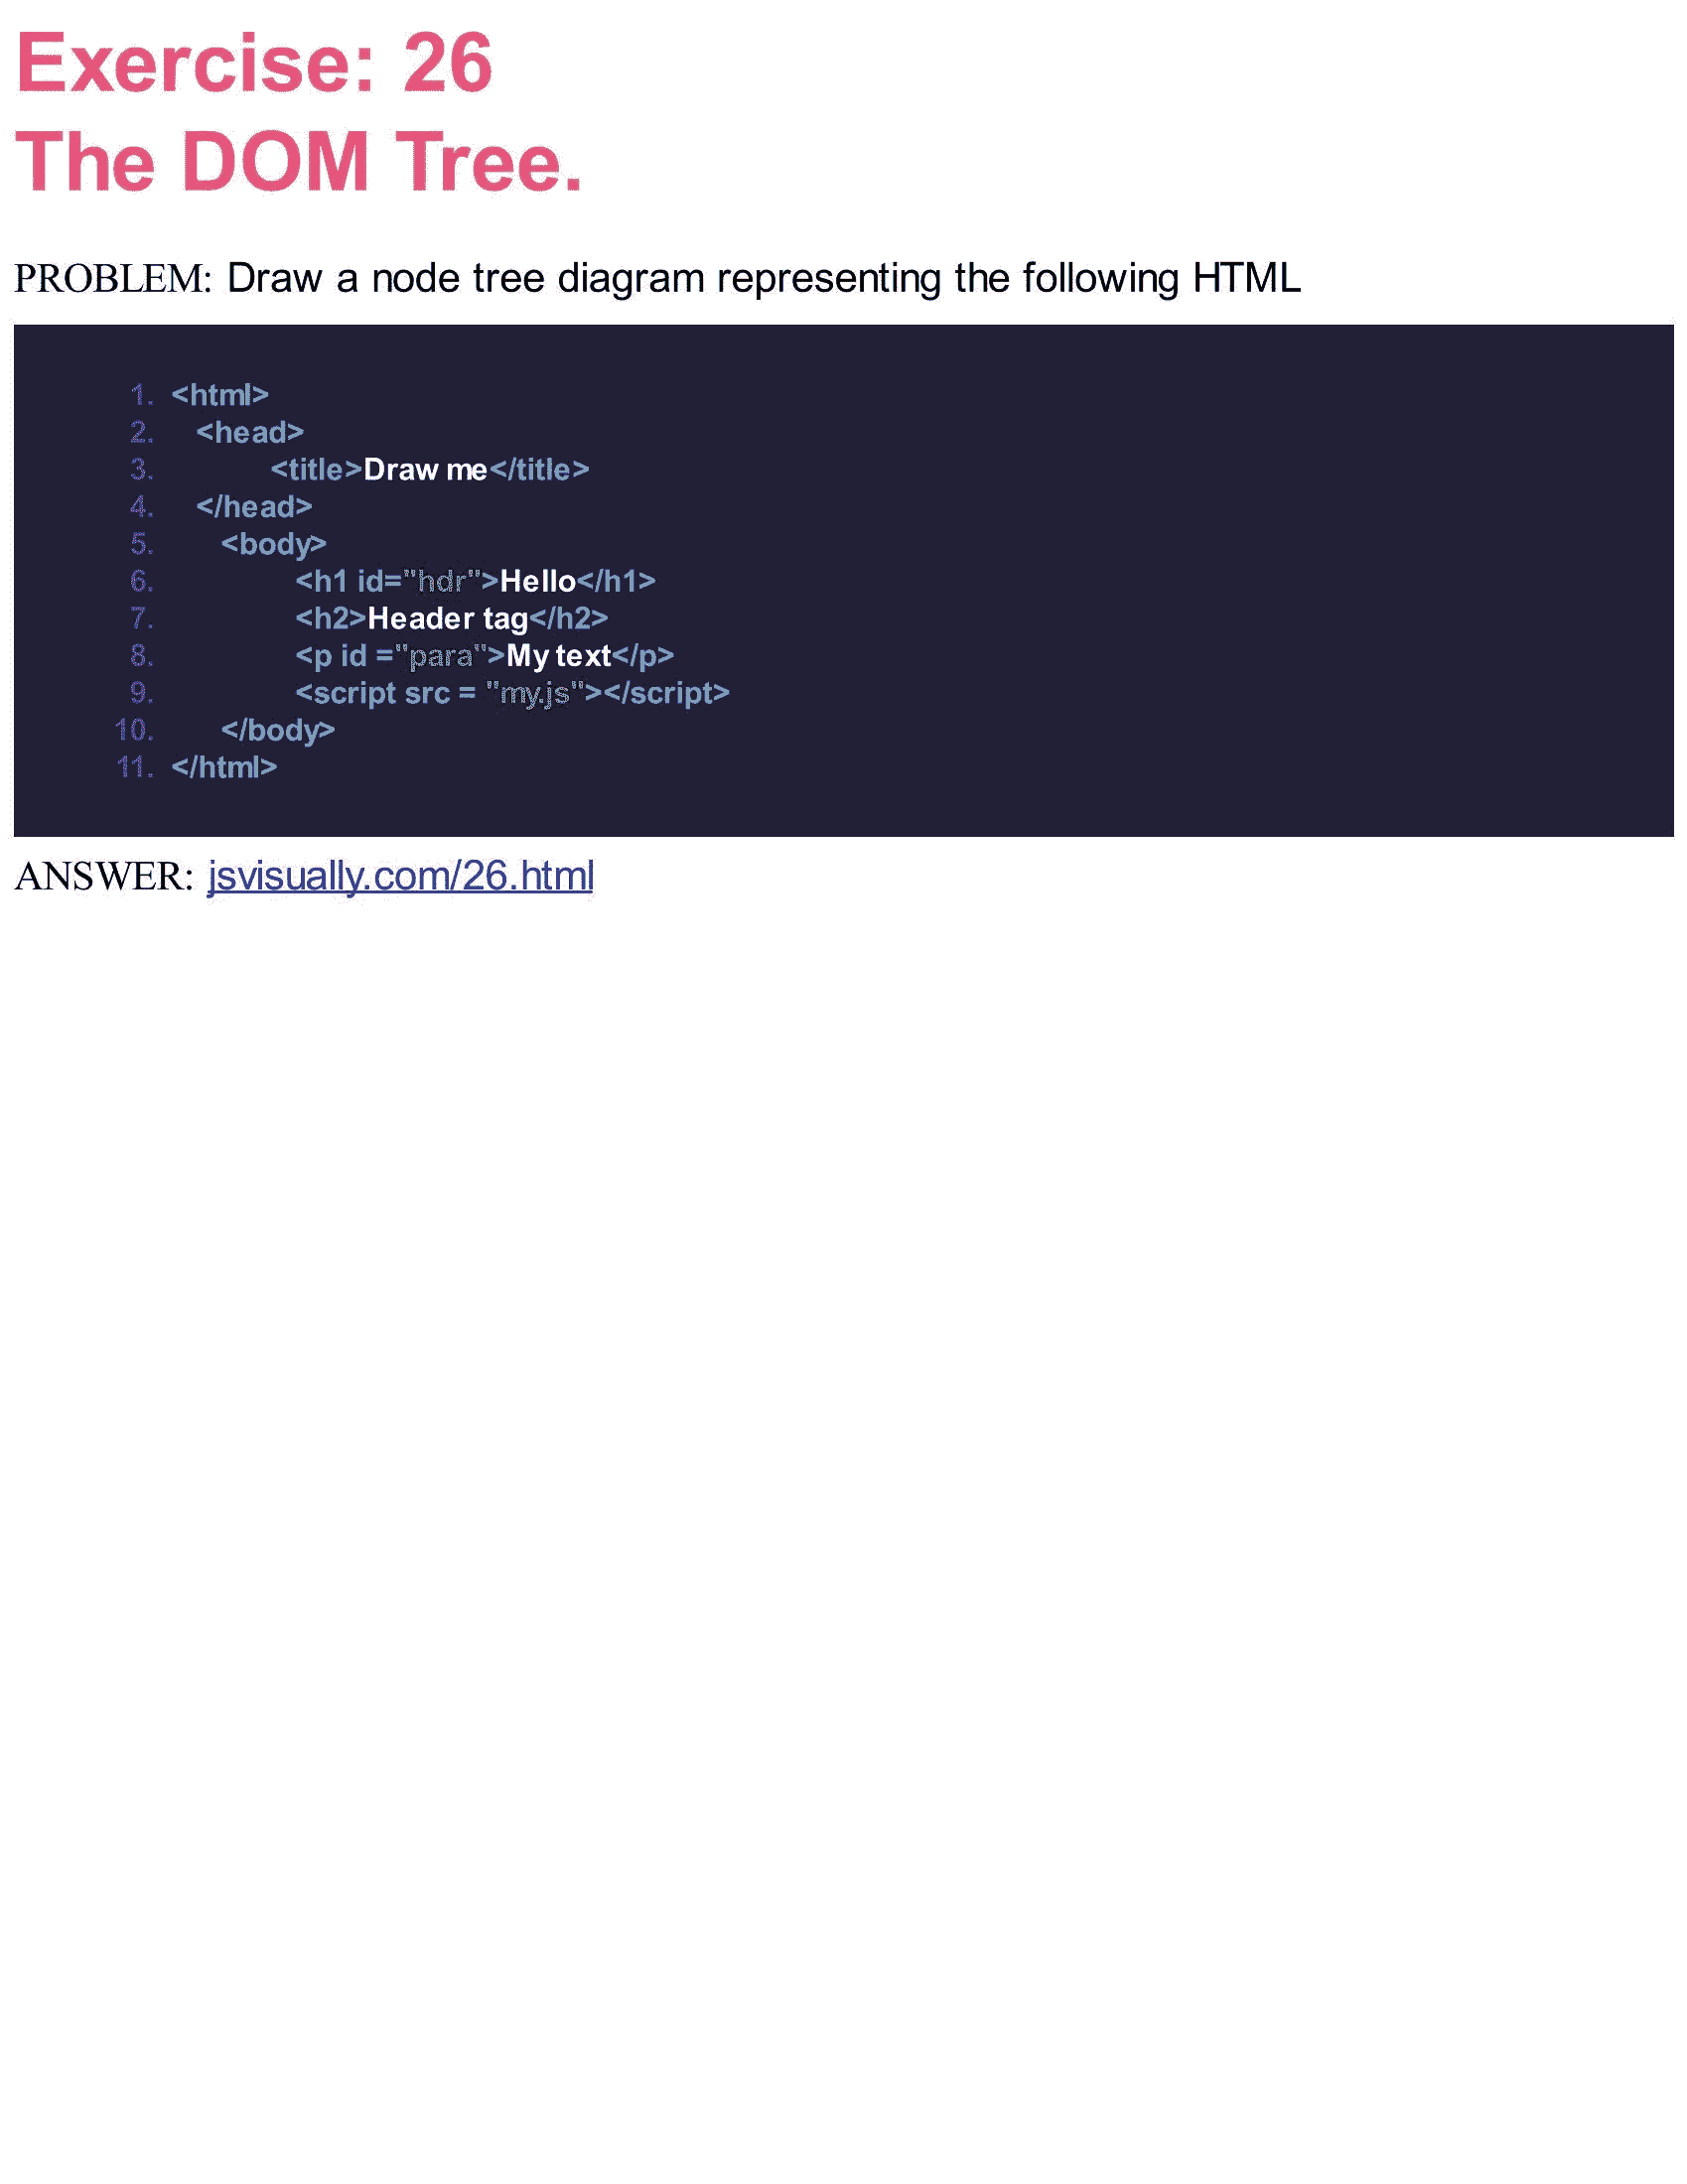 Exercise: 26
The DOM Tree.
PROBLEM: Draw a node tree diagram representing the following HTML
1. <html>
2. <head>
3. <title>Draw me</title>
4. </head>
5. <body>
6. <h1 id="hdr">Hello</h1>
7. <h2>Header tag</h2>
8. <p id ="para">My text</p>
9. <script src = "my.js"></script>
10. </body>
11. </html>
ANSWER: jsvisually.com/26.html